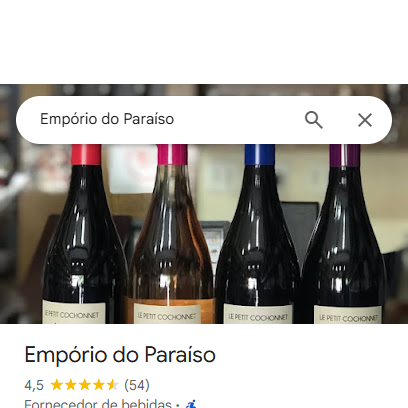 Empório do Paraíso
LE PETIT COCHONNET
LE PETIT COCHONNET
LE PETIT COCHONNET
LE PETIT COCHONNET
Empório do Paraíso
4,5 (54)
Fornecedor de bebidas ·